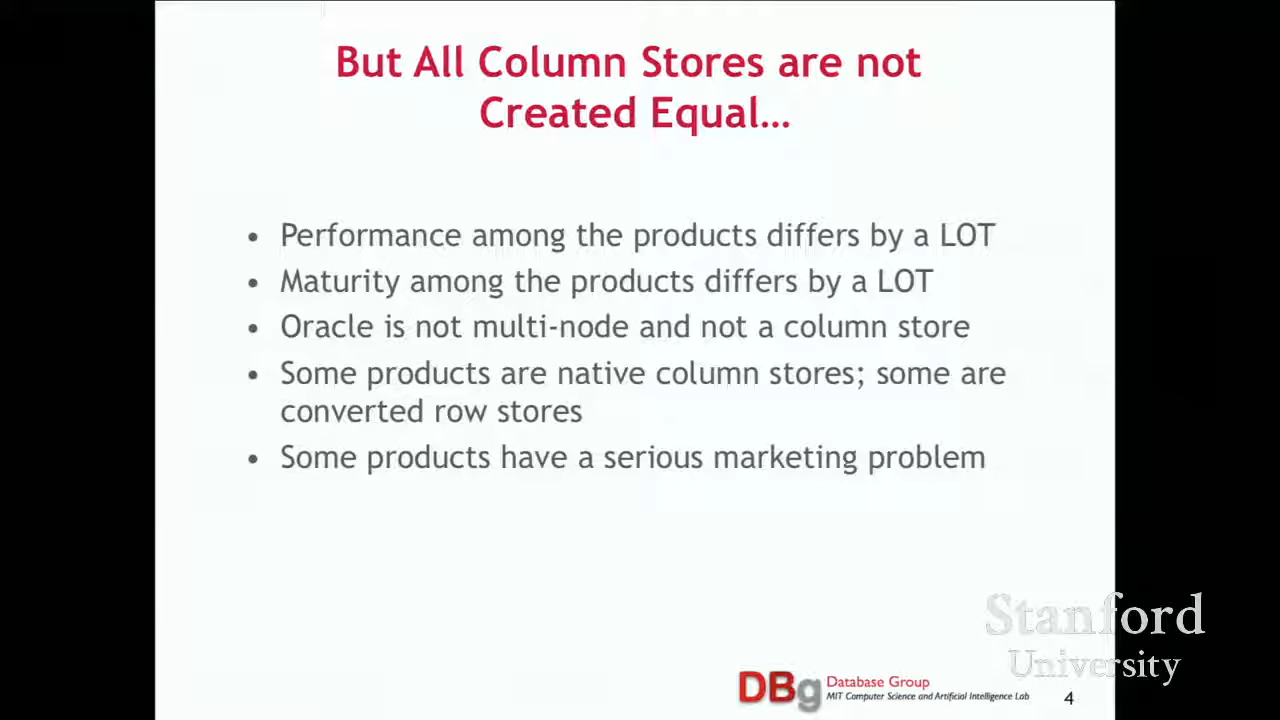 But All Column Stores are not
Created Equal…
• Performance among the products differs by a LOT
• Maturity among the products differs by a LOT
• Oracle is not multi-node and not a column store
• Some products are native column stores; some are
converted row stores
• Some products have a serious marketing problem
Stanford
University
DBg
Database Group
MIT Computer Science and Artificial Intelligence Lab
4